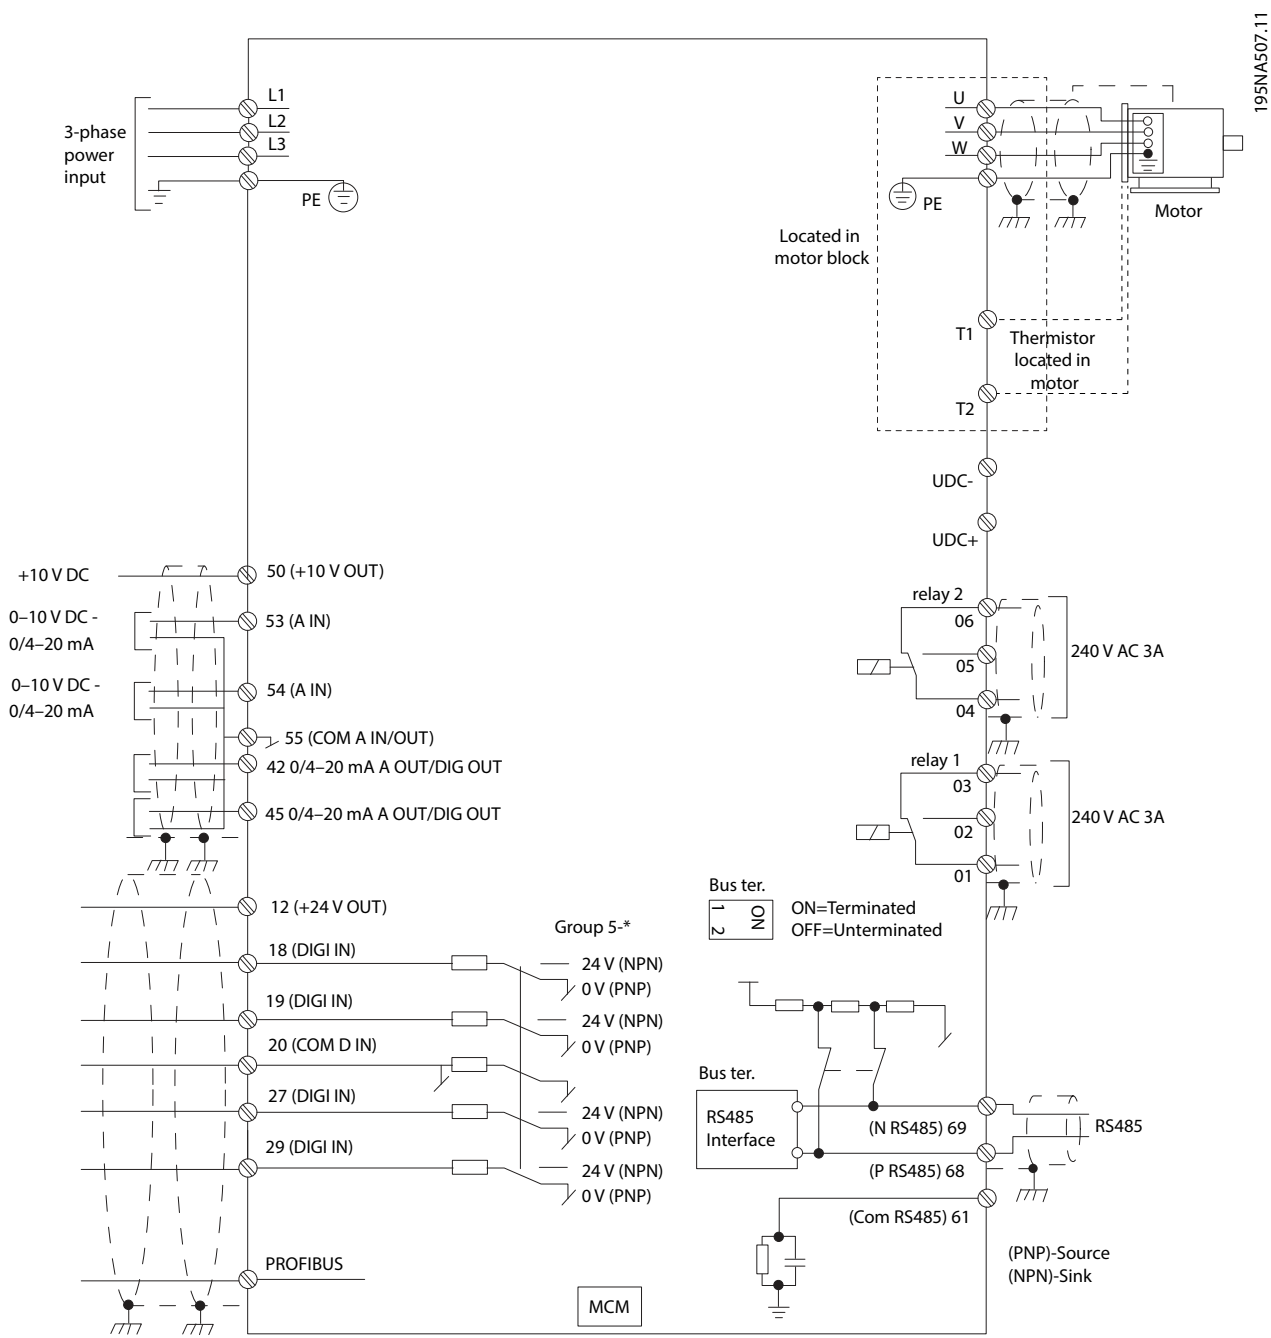 195NA507.11
3-phase
power
input
L1
L2
L3
PE
U
V
W
PE
Motor
Located in
motor block
T1
Thermistor
located in
motor
T2
UDC-
UDC+
+10 V DC
50 (+10 V OUT)
0–10 V DC -
0/4–20 mA
53 (A IN)
0–10 V DC -
0/4–20 mA
54 (A IN)
55 (COM A IN/OUT)
42 0/4–20 mA A OUT/DIG OUT
45 0/4–20 mA A OUT/DIG OUT
relay 2
06
05
04
240 V AC 3A
relay 1
03
02
01
240 V AC 3A
12 (+24 V OUT)
18 (DIGI IN)
19 (DIGI IN)
20 (COM D IN)
27 (DIGI IN)
29 (DIGI IN)
PROFIBUS
Group 5-*
24 V (NPN)
0 V (PNP)
24 V (NPN)
0 V (PNP)
24 V (NPN)
0 V (PNP)
24 V (NPN)
0 V (PNP)
Bus ter.
1 2
ON
ON=Terminated
OFF=Unterminated
Bus ter.
RS485
Interface
(N RS485) 69
(P RS485) 68
(Com RS485) 61
RS485
(PNP)-Source
(NPN)-Sink
MCM